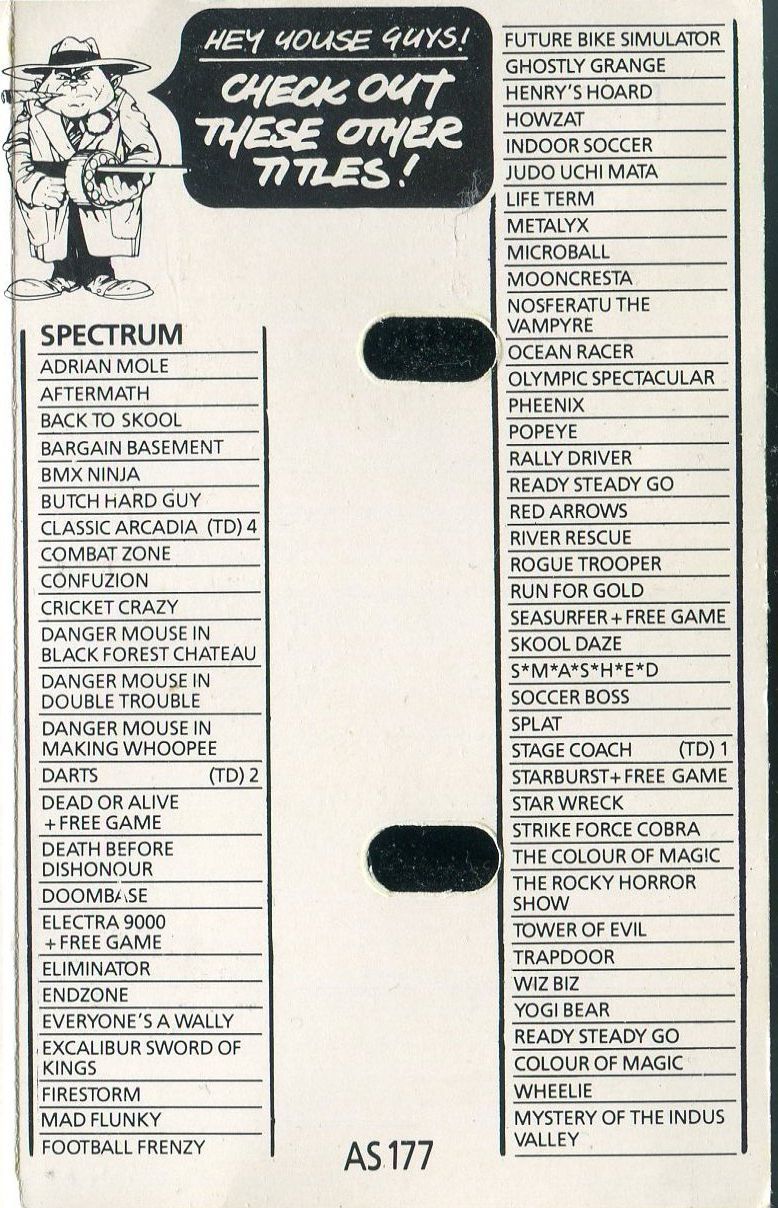 HEY YOUSE GUYS!
CHECK OUT
THESE OTHER
TITLES!
SPECTRUM
ADRIAN MOLE
AFTERMATH
BACK TO SKOOL
BARGAIN BASEMENT
BMX NINJA
BUTCH HARD GUY
CLASSIC ARCADIA (TD) 4
COMBAT ZONE
CONFUZION
CRICKET CRAZY
DANGER MOUSE IN
BLACK FOREST CHATEAU
DANGER MOUSE IN
DOUBLE TROUBLE
DANGER MOUSE IN
MAKING WHOOPEE
DARTS (TD) 2
DEAD OR ALIVE
+ FREE GAME
DEATH BEFORE
DISHONOUR
DOOMBASE
ELECTRA 9000
+ FREE GAME
ELIMINATOR
ENDZONE
EVERYONE'S A WALLY
EXCALIBUR SWORD OF
KINGS
FIRESTORM
MAD FLUNKY
FOOTBALL FRENZY
FUTURE BIKE SIMULATOR
GHOSTLY GRANGE
HENRY'S HOARD
HOWZAT
INDOOR SOCCER
JUDO UCHI MATA
LIFE TERM
METALYX
MICROBALL
MOONCRESTA
NOSFERATU THE
VAMPYRE
OCEAN RACER
OLYMPIC SPECTACULAR
PHEENIX
POPEYE
RALLY DRIVER
READY STEADY GO
RED ARROWS
RIVER RESCUE
ROGUE TROOPER
RUN FOR GOLD
SEASURFER + FREE GAME
SKOOL DAZE
S*M*A*S*H*E*D
SOCCER BOSS
SPLAT
STAGE COACH (TD) 1
STARBURST + FREE GAME
STAR WRECK
STRIKE FORCE COBRA
THE COLOUR OF MAGIC
THE ROCKY HORROR
SHOW
TOWER OF EVIL
TRAPDOOR
WIZ BIZ
YOGI BEAR
READY STEADY GO
COLOUR OF MAGIC
WHEELIE
MYSTERY OF THE INDUS
VALLEY
AS 177